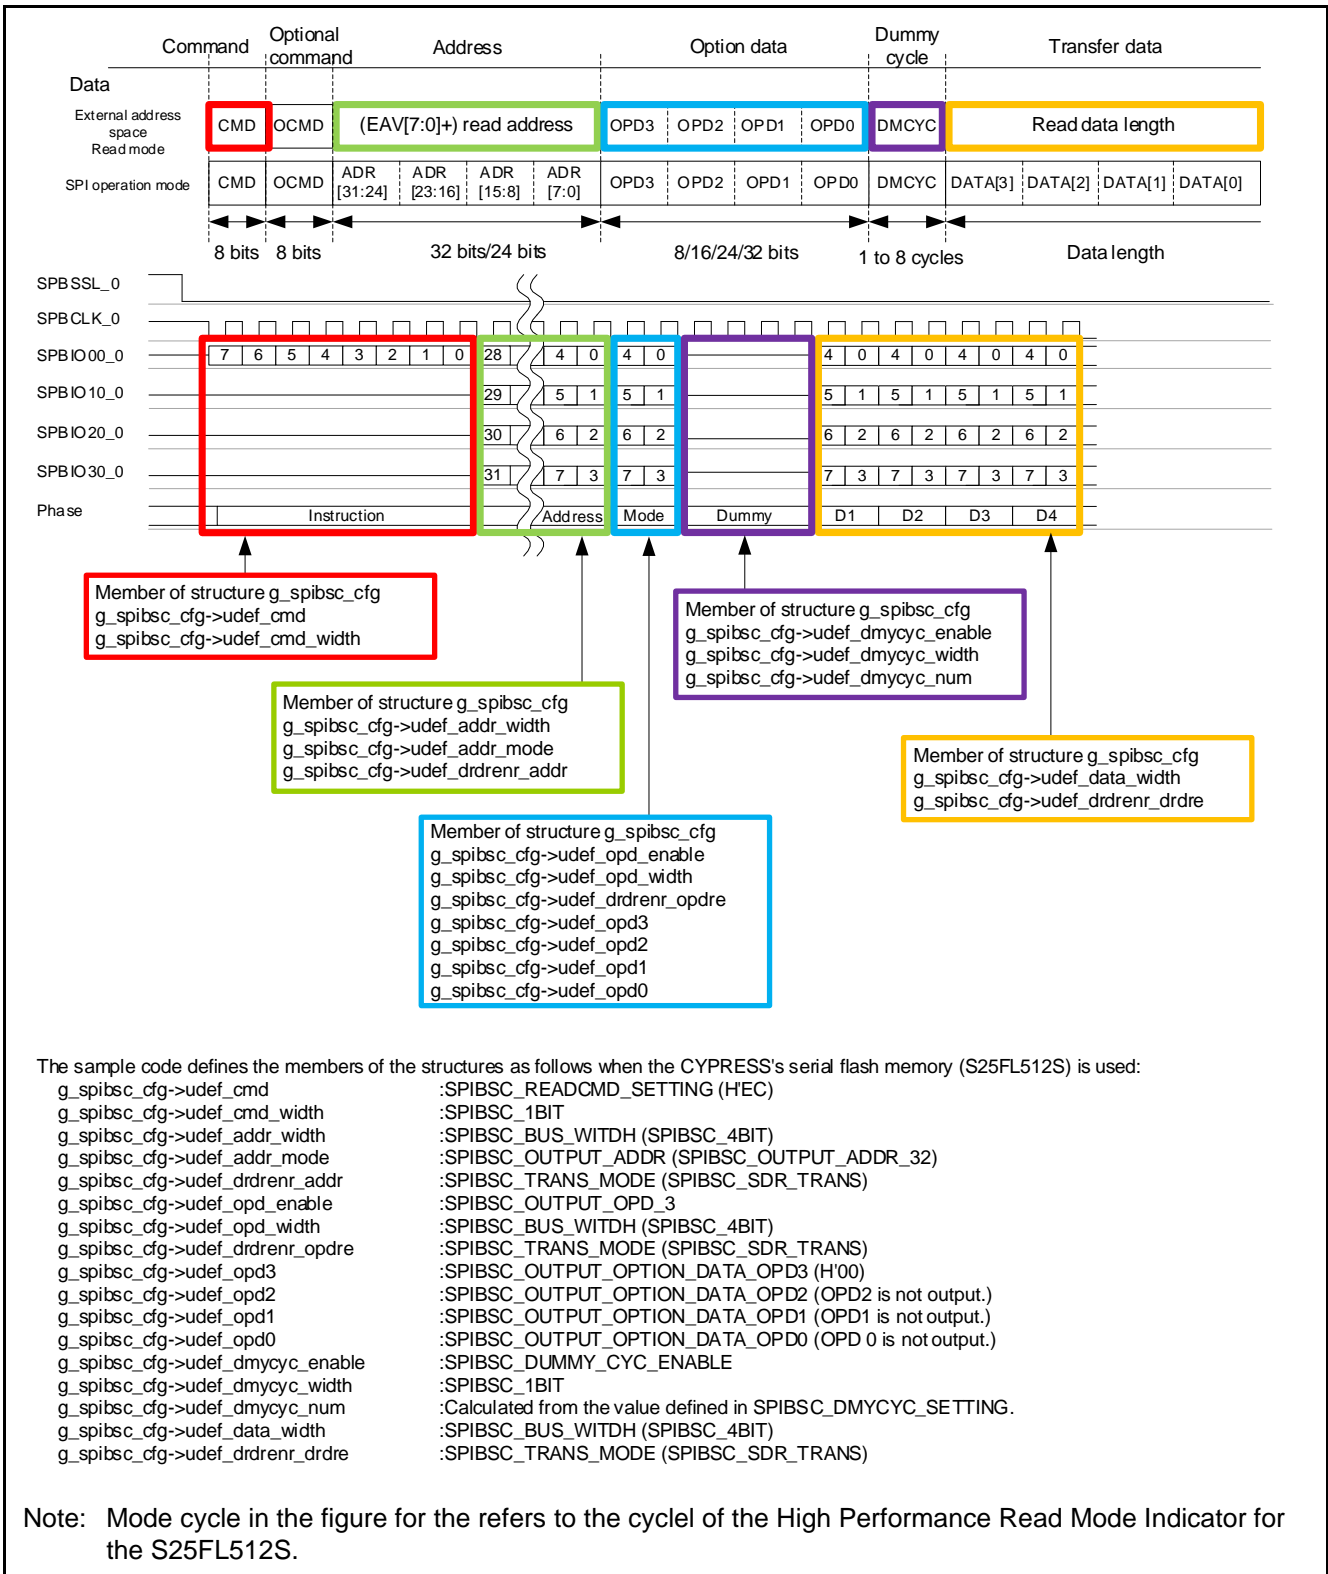 Command Optional command Address Option data Dummy cycle Transfer data
Data
External address space Read mode CMD OCMD (EAV[7:0]+) read address OPD3 OPD2 OPD1 OPD0 DMCYC Read data length
SPI operation mode CMD OCMD ADR [31:24] ADR [23:16] ADR [15:8] ADR [7:0] OPD3 OPD2 OPD1 OPD0 DMCYC DATA[3] DATA[2] DATA[1] DATA[0]
8 bits 8 bits 32 bits/24 bits 8/16/24/32 bits 1 to 8 cycles Data length
SPBSSL_0
SPBCLK_0
SPBIO00_0 7 6 5 4 3 2 1 0 28 4 0 4 0 4 0 4 0 4 0 4 0
SPBIO10_0 29 5 1 5 1 5 1 5 1 5 1 5 1
SPBIO20_0 30 6 2 6 2 6 2 6 2 6 2 6 2
SPBIO30_0 31 7 3 7 3 7 3 7 3 7 3 7 3
Phase Instruction Address Mode Dummy D1 D2 D3 D4
Member of structure g_spibsc_cfg
g_spibsc_cfg->udef_cmd
g_spibsc_cfg->udef_cmd_width
Member of structure g_spibsc_cfg
g_spibsc_cfg->udef_dmycyc_enable
g_spibsc_cfg->udef_dmycyc_width
g_spibsc_cfg->udef_dmycyc_num
Member of structure g_spibsc_cfg
g_spibsc_cfg->udef_addr_width
g_spibsc_cfg->udef_addr_mode
g_spibsc_cfg->udef_drdrenr_addr
Member of structure g_spibsc_cfg
g_spibsc_cfg->udef_data_width
g_spibsc_cfg->udef_drdrenr_drdre
Member of structure g_spibsc_cfg
g_spibsc_cfg->udef_opd_enable
g_spibsc_cfg->udef_opd_width
g_spibsc_cfg->udef_drdrenr_opdre
g_spibsc_cfg->udef_opd3
g_spibsc_cfg->udef_opd2
g_spibsc_cfg->udef_opd1
g_spibsc_cfg->udef_opd0
The sample code defines the members of the structures as follows when the CYPRESS's serial flash memory (S25FL512S) is used:
g_spibsc_cfg->udef_cmd :SPIBSC_READCMD_SETTING (H'EC)
g_spibsc_cfg->udef_cmd_width :SPIBSC_1BIT
g_spibsc_cfg->udef_addr_width :SPIBSC_BUS_WITDH (SPIBSC_4BIT)
g_spibsc_cfg->udef_addr_mode :SPIBSC_OUTPUT_ADDR (SPIBSC_OUTPUT_ADDR_32)
g_spibsc_cfg->udef_drdrenr_addr :SPIBSC_TRANS_MODE (SPIBSC_SDR_TRANS)
g_spibsc_cfg->udef_opd_enable :SPIBSC_OUTPUT_OPD_3
g_spibsc_cfg->udef_opd_width :SPIBSC_BUS_WITDH (SPIBSC_4BIT)
g_spibsc_cfg->udef_drdrenr_opdre :SPIBSC_TRANS_MODE (SPIBSC_SDR_TRANS)
g_spibsc_cfg->udef_opd3 :SPIBSC_OUTPUT_OPTION_DATA_OPD3 (H'00)
g_spibsc_cfg->udef_opd2 :SPIBSC_OUTPUT_OPTION_DATA_OPD2 (OPD2 is not output.)
g_spibsc_cfg->udef_opd1 :SPIBSC_OUTPUT_OPTION_DATA_OPD1 (OPD1 is not output.)
g_spibsc_cfg->udef_opd0 :SPIBSC_OUTPUT_OPTION_DATA_OPD0 (OPD 0 is not output.)
g_spibsc_cfg->udef_dmycyc_enable :SPIBSC_DUMMY_CYC_ENABLE
g_spibsc_cfg->udef_dmycyc_width :SPIBSC_1BIT
g_spibsc_cfg->udef_dmycyc_num :Calculated from the value defined in SPIBSC_DMYCYC_SETTING.
g_spibsc_cfg->udef_data_width :SPIBSC_BUS_WITDH (SPIBSC_4BIT)
g_spibsc_cfg->udef_drdrenr_drdre :SPIBSC_TRANS_MODE (SPIBSC_SDR_TRANS)
Note: Mode cycle in the figure for the refers to the cyclel of the High Performance Read Mode Indicator for
the S25FL512S.